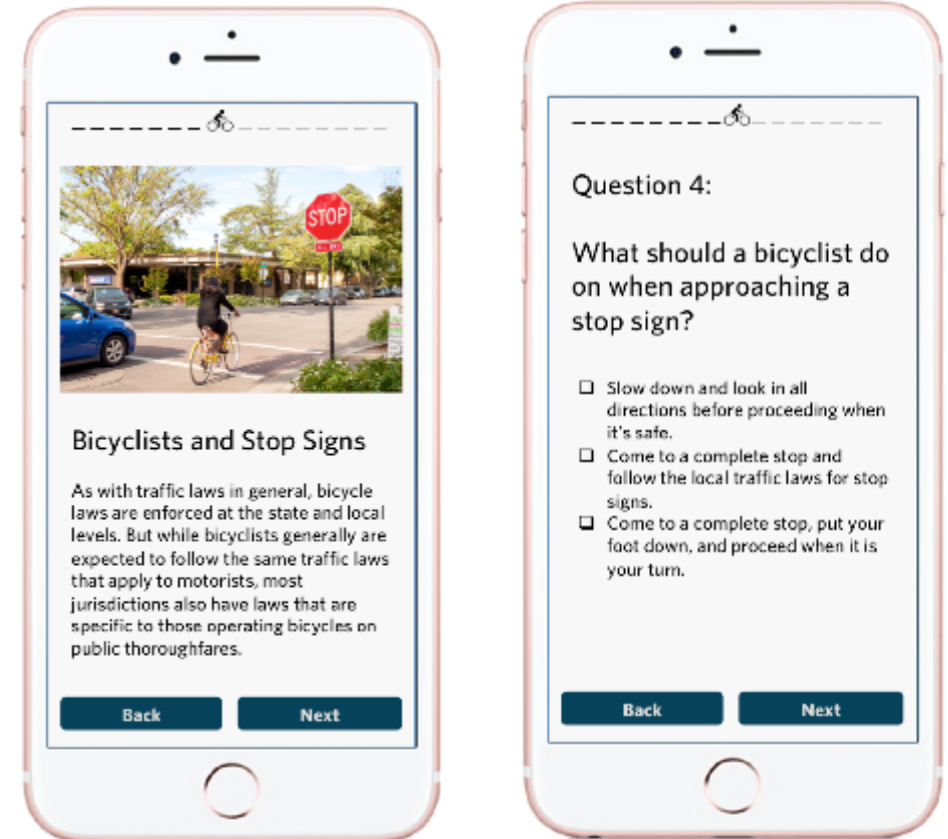 STOP
Bicyclists and Stop Signs
As with traffic laws in general, bicycle
laws are enforced at the state and local
levels. But while bicyclists generally are
expected to follow the same traffic laws
that apply to motorists, most
jurisdictions also have laws that are
specific to those operating bicycles on
public thoroughfares.
Back
Next
Question 4:
What should a bicyclist do
on when approaching a
stop sign?
Slow down and look in all
directions before proceeding when
it's safe.
Come to a complete stop and
follow the local traffic laws for stop
signs.
Come to a complete stop, put your
foot down, and proceed when it is
your turn.
Back
Next